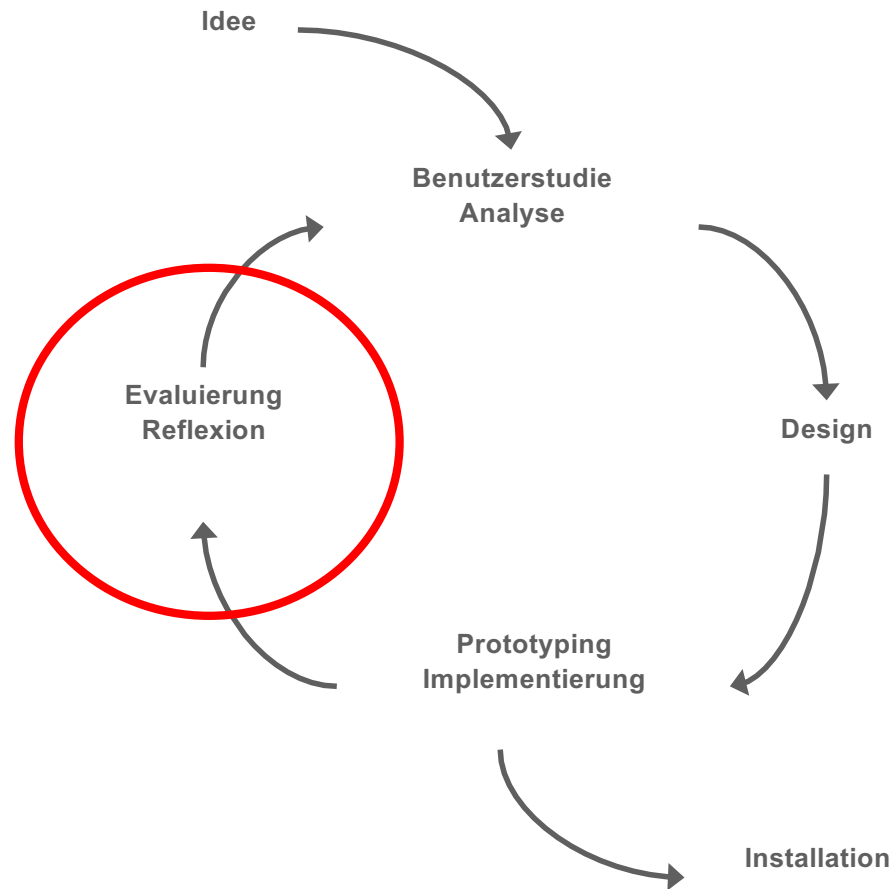 Idee
Benutzerstudie
Analyse
Evaluierung
Reflexion
Design
Prototyping
Implementierung
Installation